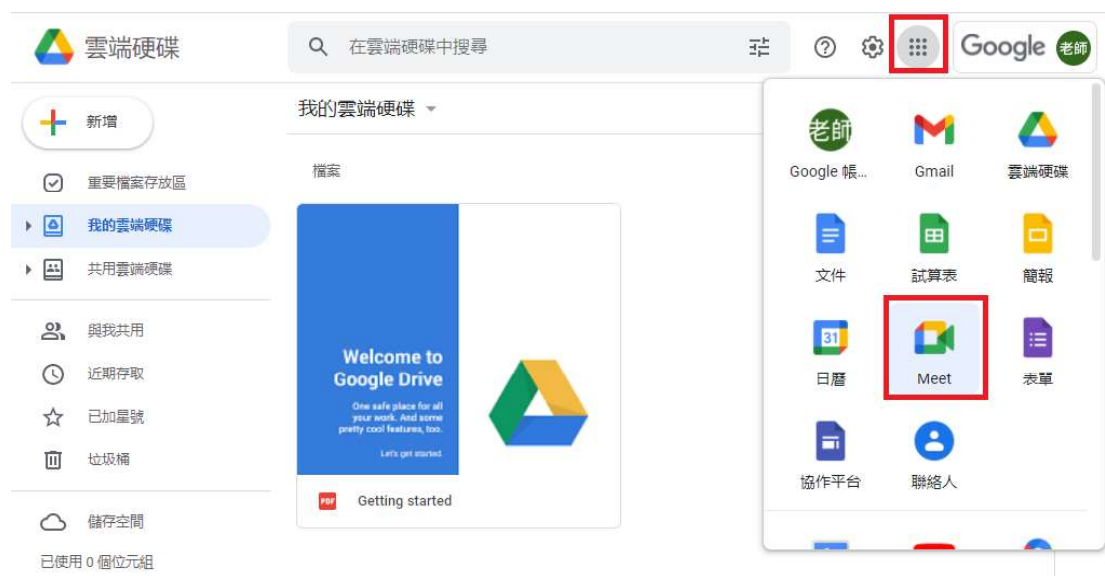 雲端硬碟
在雲端硬碟中搜尋
Google 老師
新增
重要檔案存放區
我的雲端硬碟
共用雲端硬碟
與我共用
近期存取
已加星號
垃圾桶
儲存空間
已使用 0 個位元組
我的雲端硬碟
檔案
Welcome to
Google Drive
One safe place for all
your work. And some
pretty cool features, too.
Let's get started.
PDF Getting started
老師
Google 帳... Gmail 雲端硬碟
文件 試算表 簡報
31
日曆 Meet 表單
協作平台 聯絡人